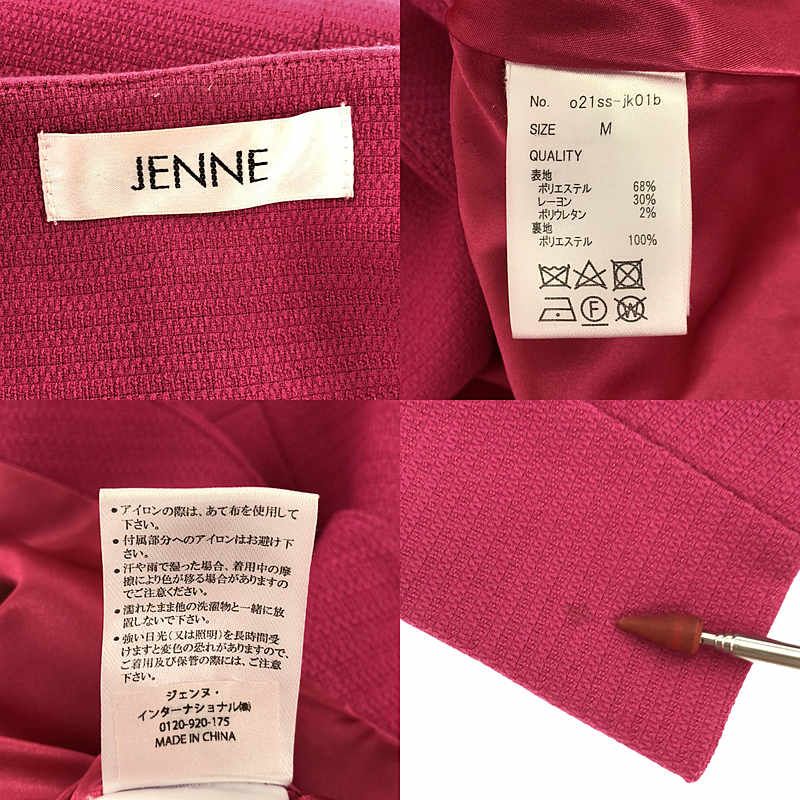 JENNE
No. o21ss-jk01b
SIZE M
QUALITY
表地
ポリエステル 68%
レーヨン 30%
ポリウレタン 2%
裏地
ポリエステル 100%
F
W
•アイロンの際は、あて布を使用して
下さい。
•付属部分へのアイロンはお避け下
さい。
•汗や雨で湿った場合、着用中の摩
擦により色が移る場合がありますの
でご注意ください。
•濡れたまま他の洗濯物と一緒に放
置しないで下さい。
•強い日光(又は照明)を長時間受
けますと変色の恐れがありますので、
ご着用及び保管の際には、ご注意
下さい。
ジェンヌ・
インターナショナル㈱
0120-920-175
MADE IN CHINA